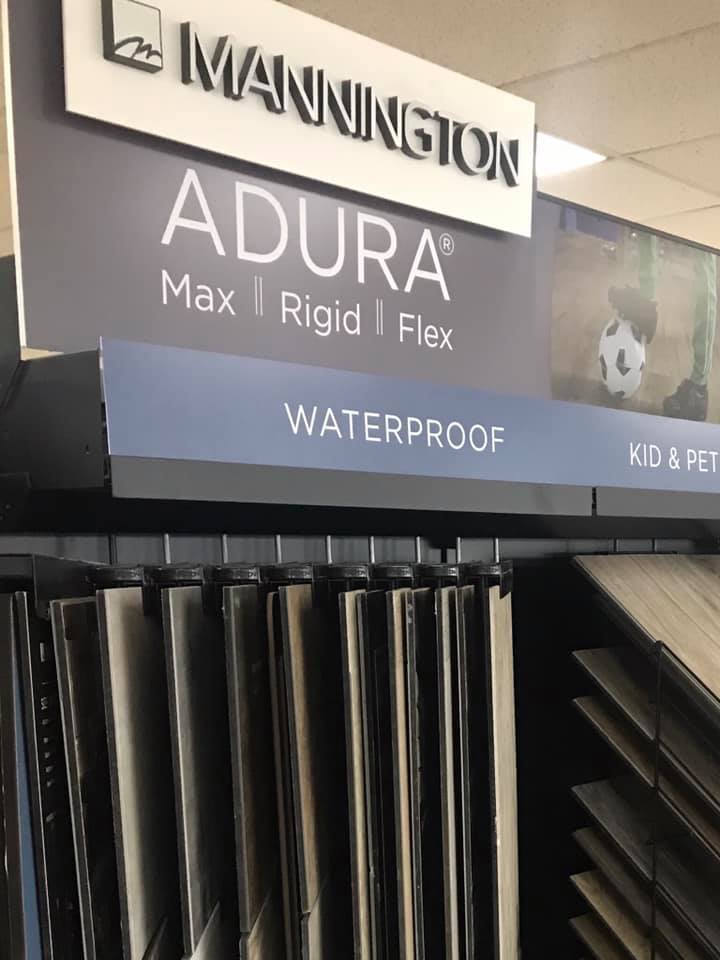 MANNINGTON
ADURA®
Max || Rigid || Flex
WATERPROOF
KID & PET